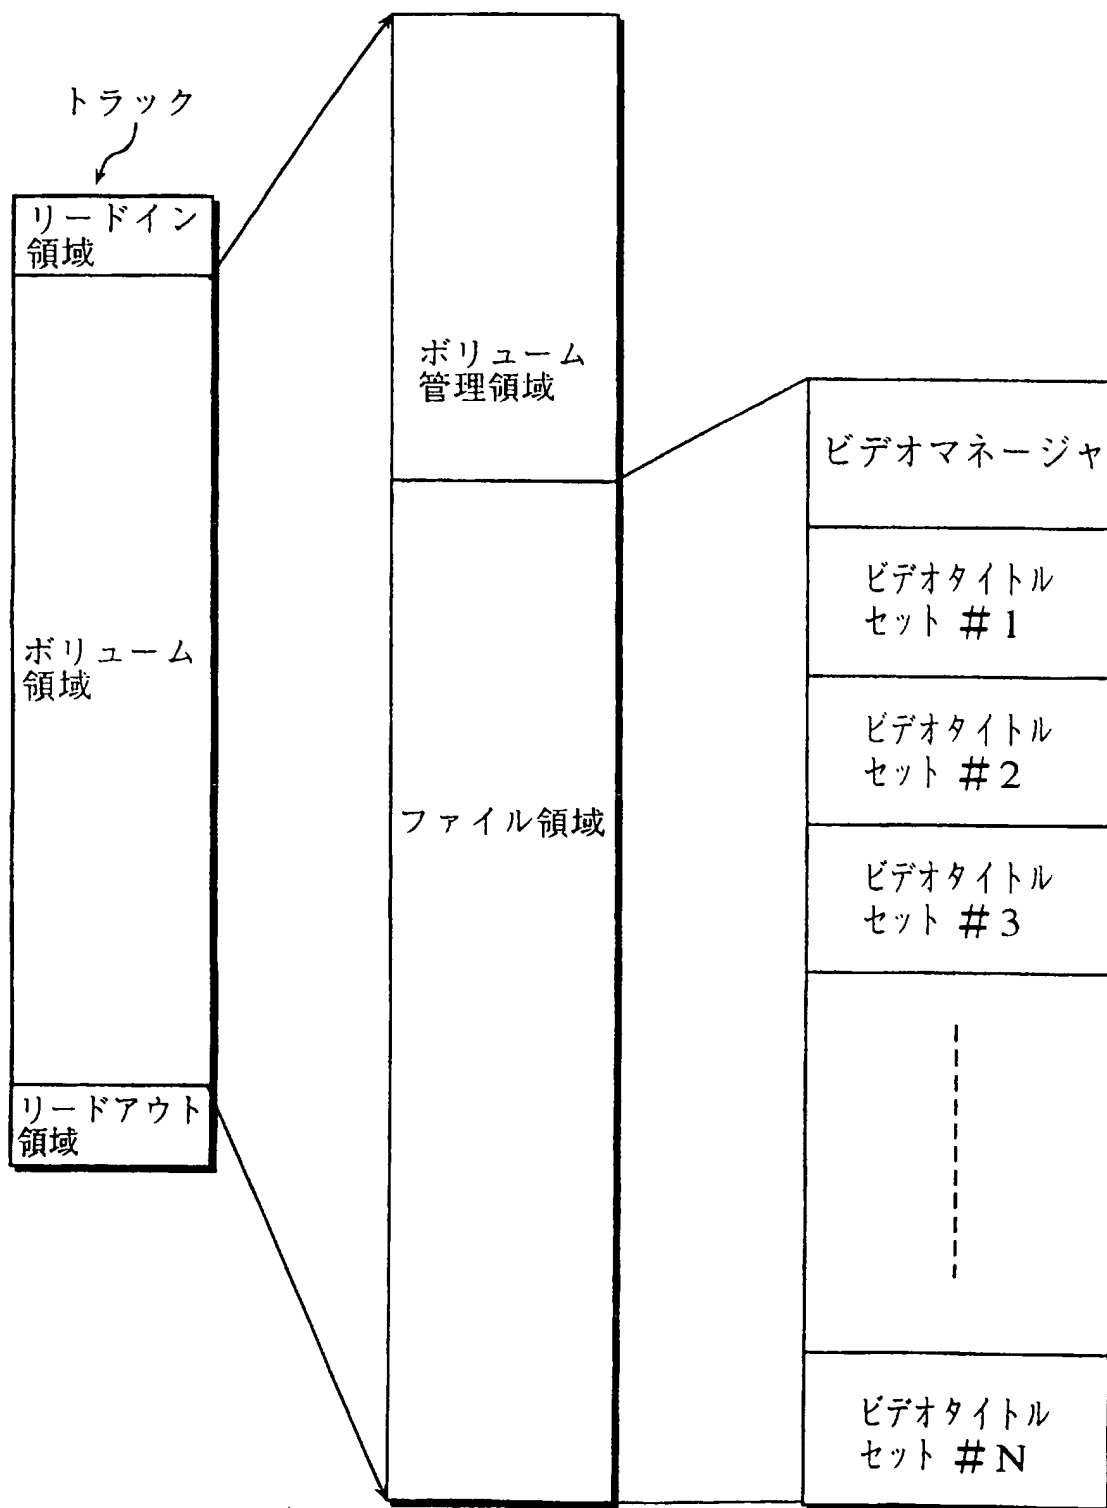 トラック
リードイン
領域
ボリューム
領域
リードアウト
領域
ボリューム
管理領域
ファイル領域
ビデオマネージャ
ビデオタイトル
セット #1
ビデオタイトル
セット #2
ビデオタイトル
セット #3
ビデオタイトル
セット #N